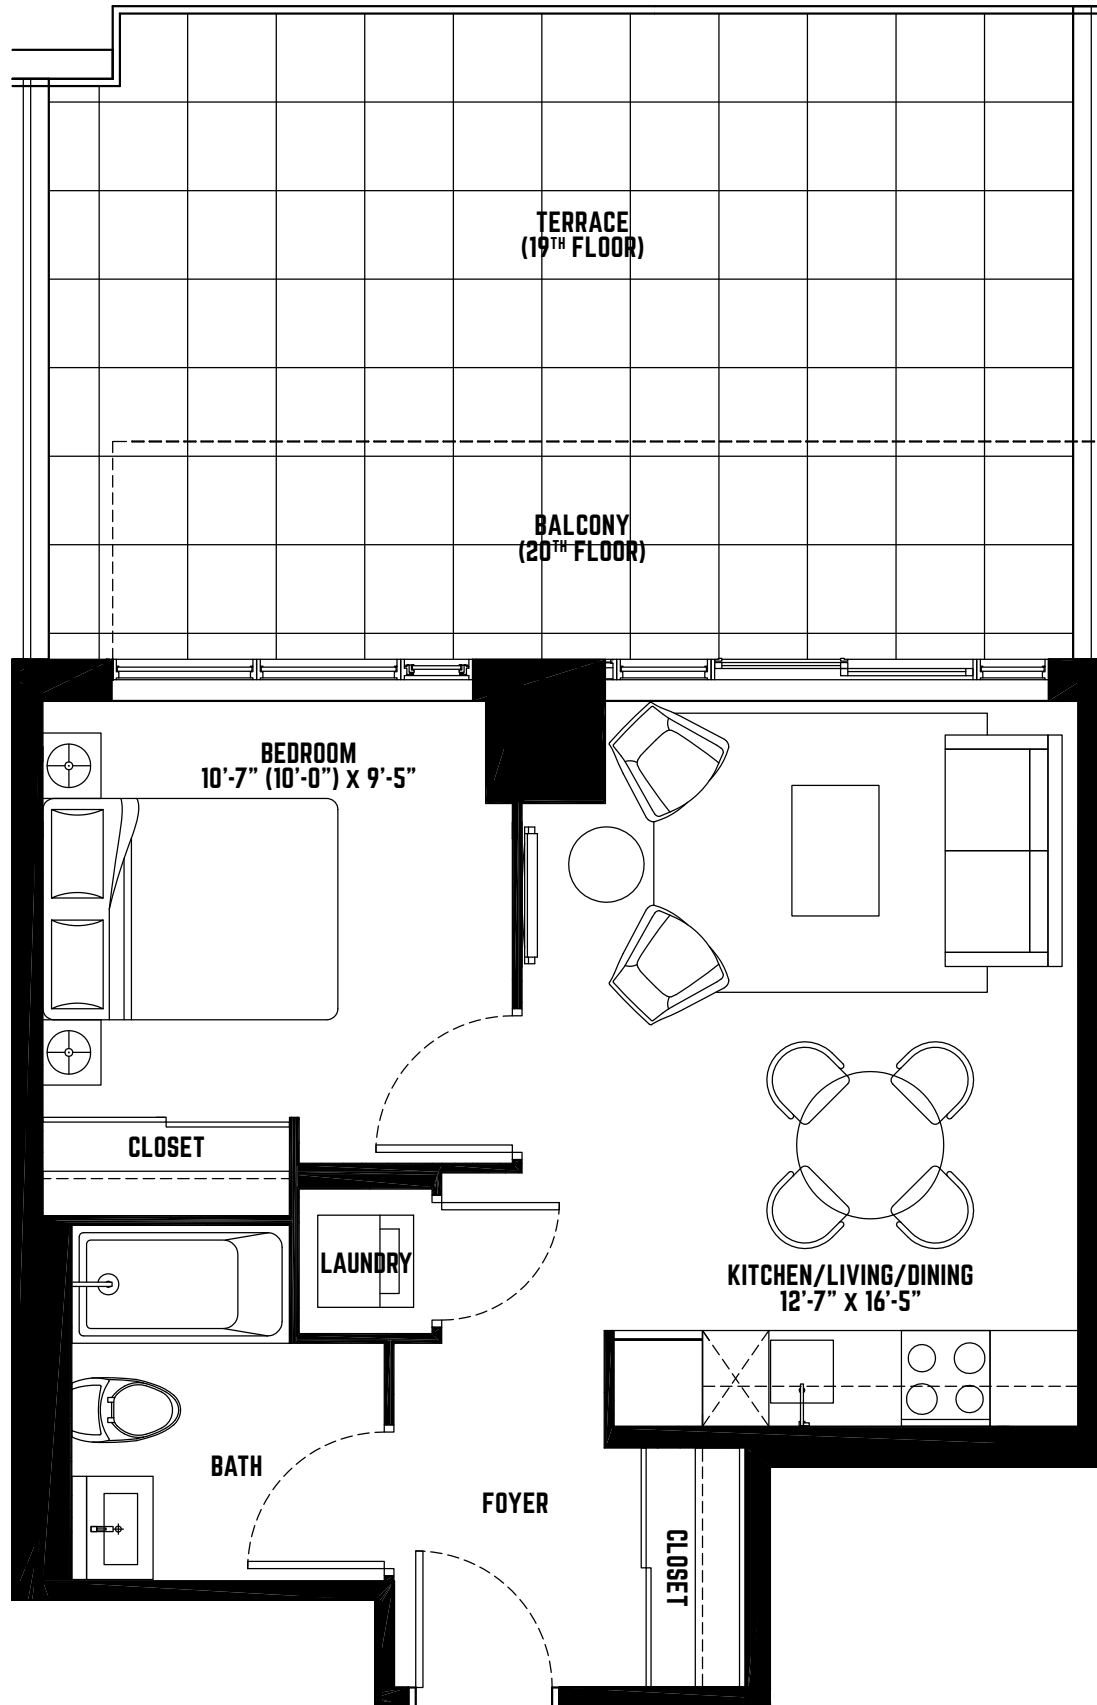 TERRACE
(19TH FLOOR)
BALCONY
(20TH FLOOR)
BEDROOM
10'-7" (10'-0") X 9'-5"
CLOSET
LAUNDRY
KITCHEN/LIVING/DINING
12'-7" X 16'-5"
BATH
FOYER
CLOSET